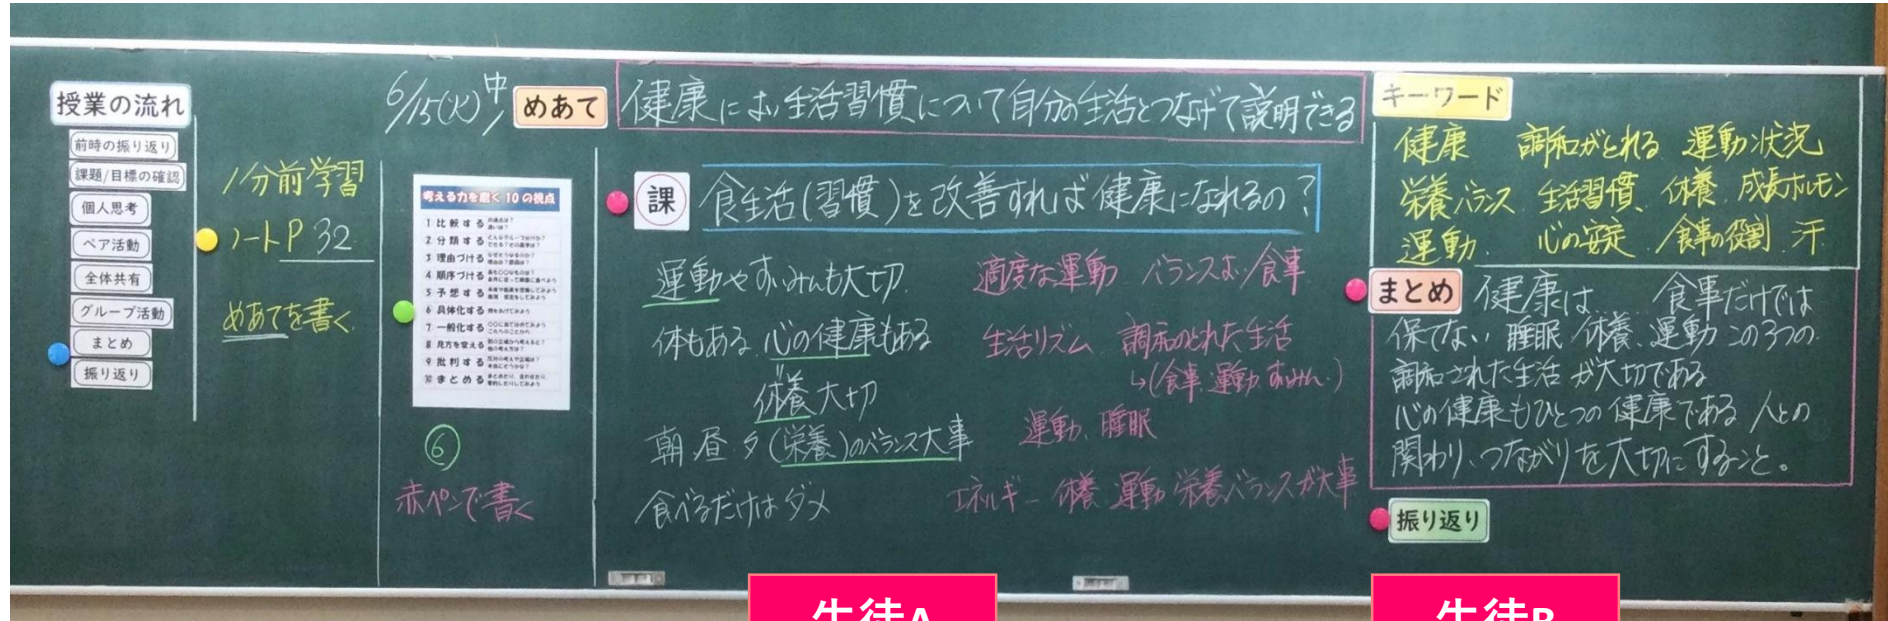 授業の流れ
前時の振り返り
課題/目標の確認
個人思考
ペア活動
全体共有
グループ活動
まとめ
振り返り
1分前学習
ノートP 32
めあてを書く
6/15(火)中
めあて
健康によい生活習慣について自分の生活とつなげて説明できる
考える力を磨く10の視点
1 比較する
2 分類する
3 理由づける
4 順序づける
5 予想する
6 具体化する
7 一般化する
8 見方を変える
9 批判する
10 まとめる
⑥
赤ペンで書く
課
食生活(習慣)を改善すれば健康になれるの?
運動やすいみんも大切.
体もある 心の健康もある
休養大切
朝 昼 夕 (栄養)のバランス大事
食べるだけはダメ
適度な運動 バランスよい食事
生活リズム 調和のとれた生活
↳(食事.運動.すいみん.)
運動、睡眠
エネルギー 休養 運動 栄養バランスが大事
キーワード
健康 調和がとれる 運動状況
栄養バランス 生活習慣、休養、成長ホルモン
運動. 心の安定 食事の役割 汗
まとめ
健康は 食事だけでは
保てない 睡眠 休養、運動 この3つの
調和された生活 が大切である
心の健康もひとつの健康である 人との
関わり、つながりを大切にすること。
振り返り
生徒A
生徒B